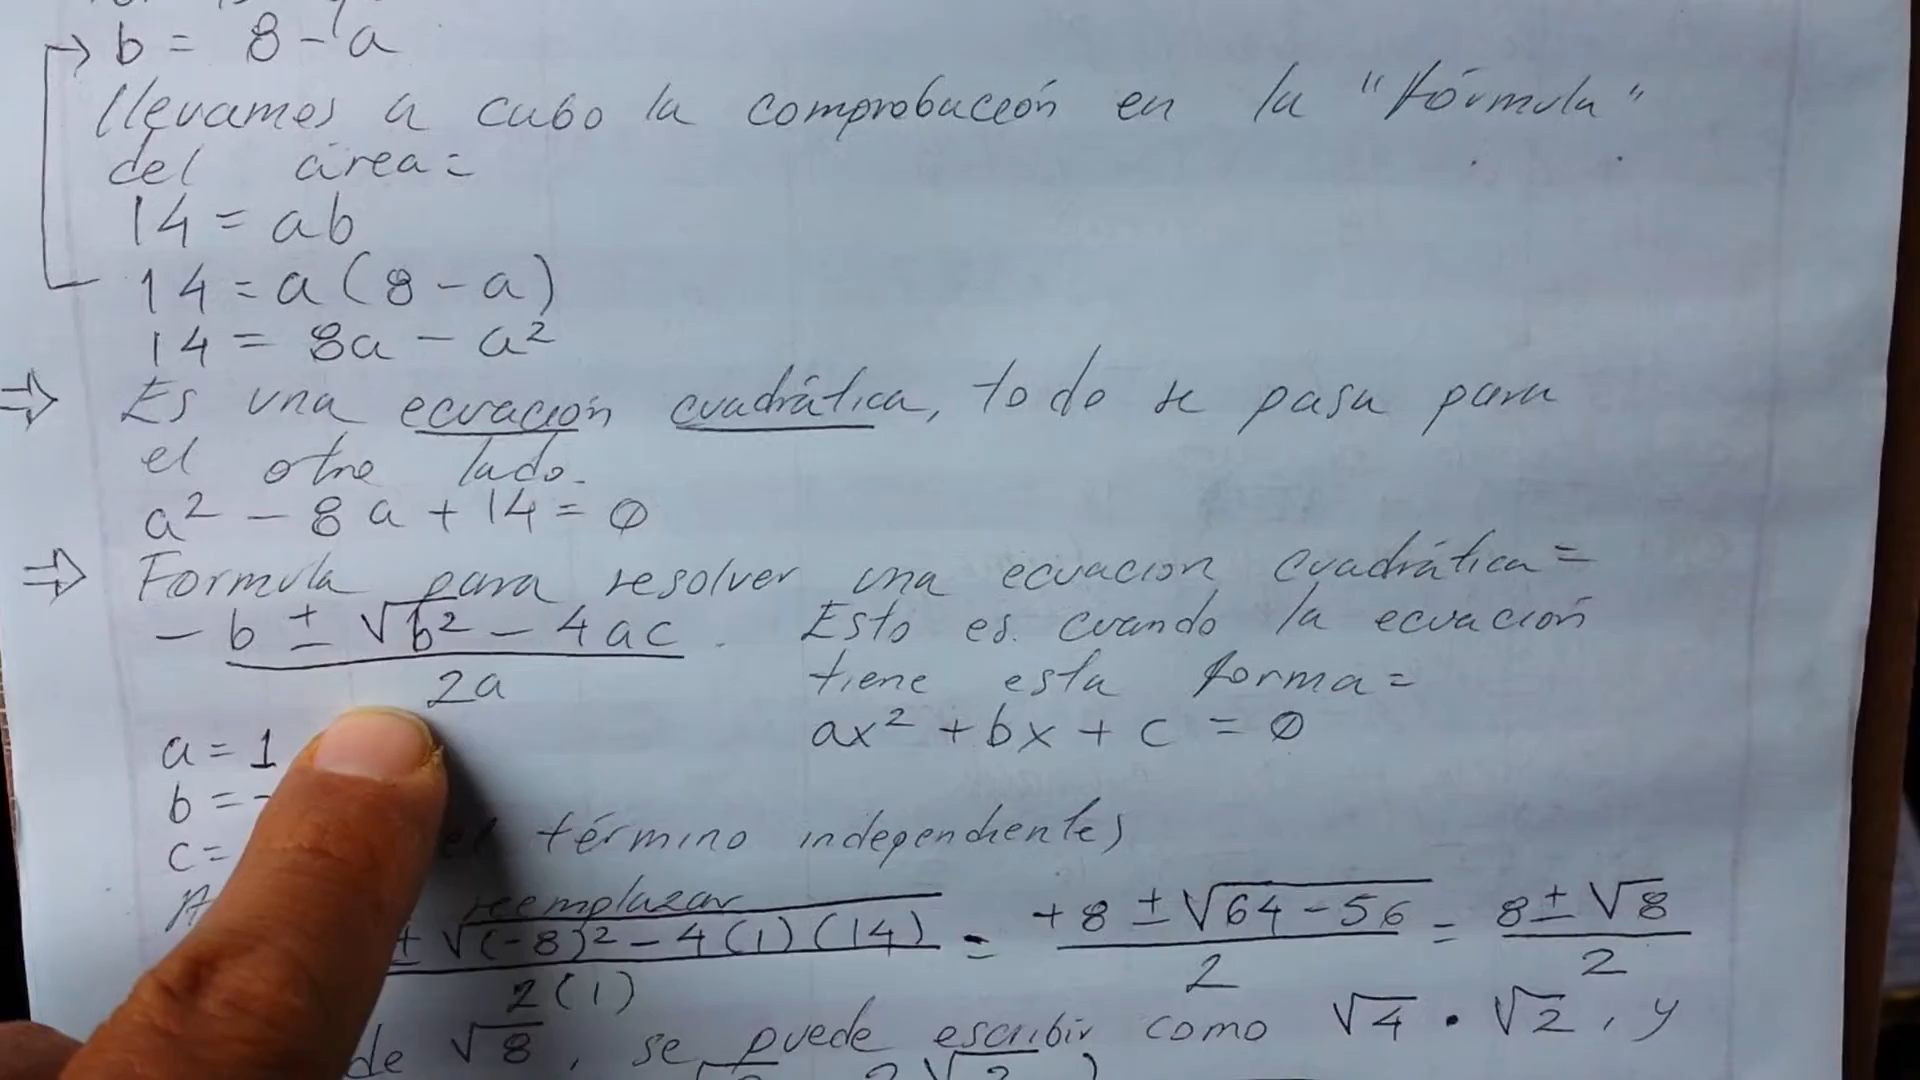 b = 8 - a
llevamos a cabo la comprobación en la "fórmula"
del área=
14 = ab
14 = a(8 - a)
14 = 8a - a²
⇒ Es una ecuación cuadrática, todo se pasa para
el otro lado.
a² - 8a + 14 = 0
⇒ Formula para resolver una ecuacion cuadrática=
-b ± √b² - 4ac / 2a
Esto es cuando la ecuación
tiene esta forma=
ax² + bx + c = 0
a = 1
b = -
c =
el término independientes)
reemplazar
± √(-8)² - 4(1)(14) / 2(1) = +8 ± √64 - 56 / 2 = 8 ± √8 / 2
de √8, se puede escribir como √4 · √2, y